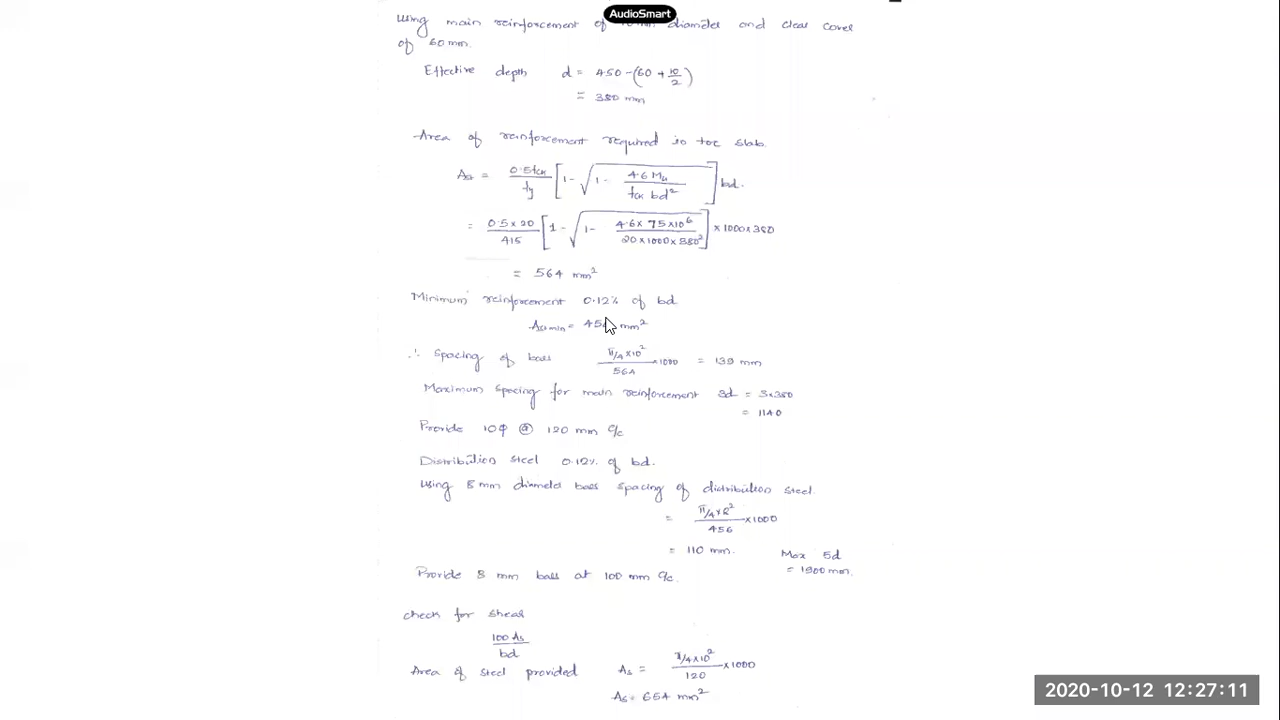 AudioSmart
Using main reinforcement of 10 mm diameter and clear cover
of 60 mm.
Effective depth d = 450 - (60 + 10/2)
= 380 mm
Area of reinforcement required in toe slab.
Ast = 0.5fck/fy [1 - √(1 - 4.6 Mu/fck bd²)] bd.
= 0.5 × 20/415 [1 - √(1 - 4.6 × 75 × 10⁶/20 × 1000 × 380²)] × 1000 × 380
= 564 mm²
Minimum reinforcement 0.12% of bd
Ast min = 45 mm²
∴ Spacing of bars π/4 × 10²/564 × 1000 = 139 mm
Maximum spacing for main reinforcement 3d = 3×380
= 1140
Provide 10ϕ @ 120 mm c/c
Distribution steel 0.12% of bd.
Using 8 mm diameter bars spacing of distribution steel.
= π/4 × 8²/456 × 1000
= 110 mm. Max 5d
= 1900 mm.
Provide 8 mm bars at 100 mm c/c.
check for shear
100 As/bd
Area of steel provided As = π/4 × 10²/120 × 1000
As = 654 mm²
2020-10-12 12:27:11